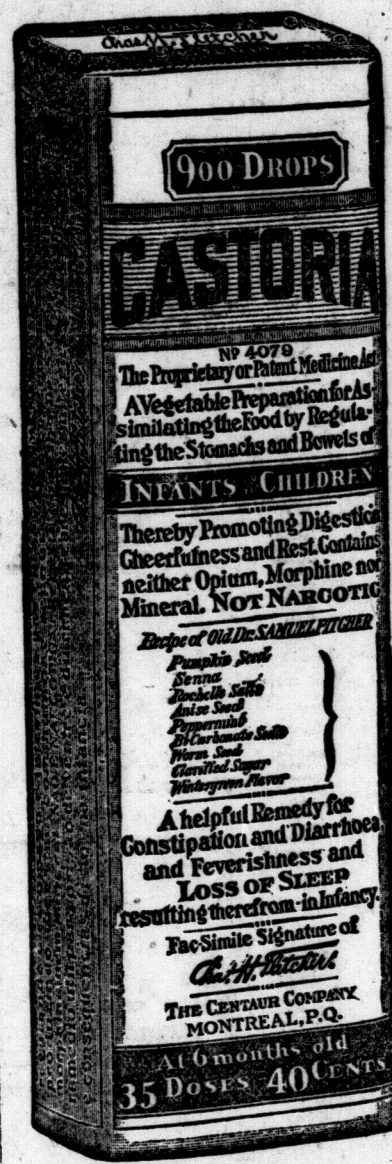 Chas. H. Fletcher
900 DROPS
CASTORIA
Nº 4079
The Proprietary or Patent Medicine Act
A Vegetable Preparation for As-
similating the Food by Regula-
ting the Stomachs and Bowels of
INFANTS CHILDREN
Thereby Promoting Digestion
Cheerfulness and Rest. Contains
neither Opium, Morphine nor
Mineral. NOT NARCOTIC
Recipe of Old Dr. SAMUEL PITCHER
Pumpkin Seed
Senna
Rochelle Salts
Anise Seed
Peppermint
Bi-Carbonate Soda
Worm Seed
Clarified Sugar
Wintergreen Flavor
A helpful Remedy for
Constipation and Diarrhoea
and Feverishness and
LOSS OF SLEEP
resulting therefrom-in Infancy.
Fac-Simile Signature of
Chas. H. Fletcher.
THE CENTAUR COMPANY,
MONTREAL, P.Q.
At 6 months old
35 DOSES 40 CENTS